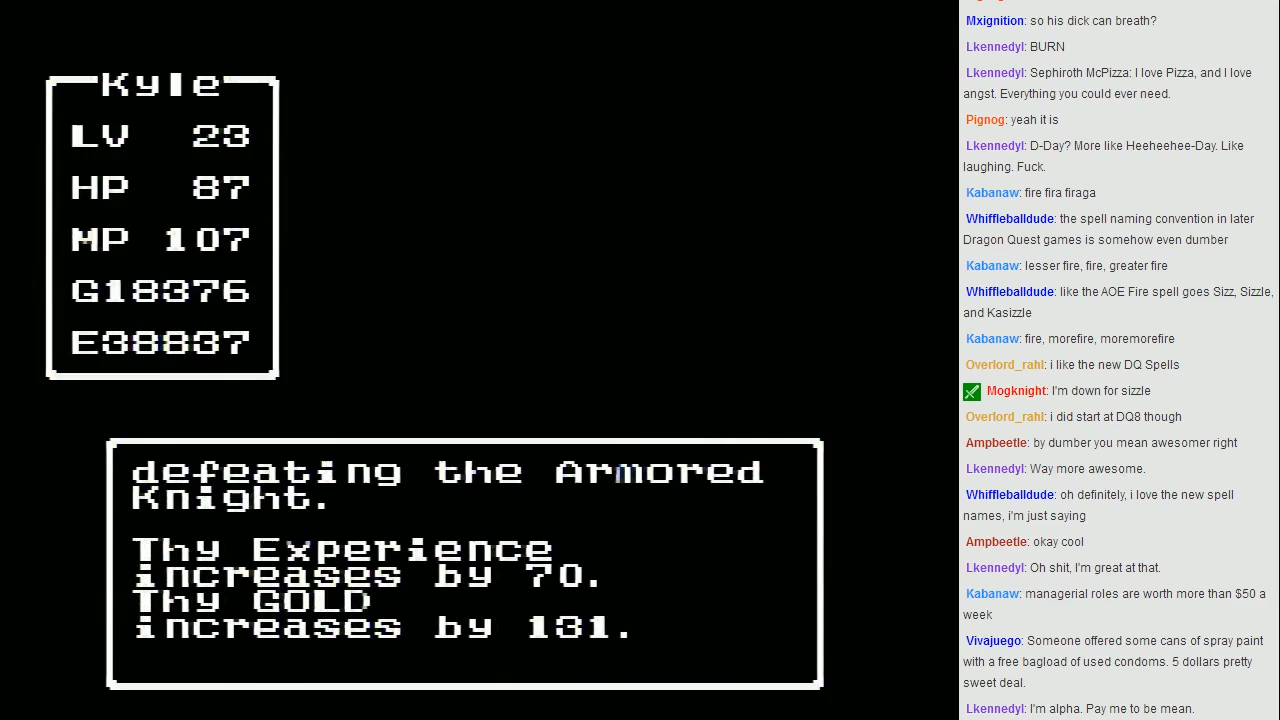 Kyle
LV 23
HP 87
MP 107
G18376
E38837
defeating the Armored
Knight.
Thy Experience
increases by 70.
Thy GOLD
increases by 131.
Mxignition: so his dick can breath?
Lkennedyl: BURN
Lkennedyl: Sephiroth McPizza: I love Pizza, and I love
angst. Everything you could ever need.
Pignog: yeah it is
Lkennedyl: D-Day? More like Heeheehee-Day. Like
laughing. Fuck.
Kabanaw: fire fira firaga
Whiffleballdude: the spell naming convention in later
Dragon Quest games is somehow even dumber
Kabanaw: lesser fire, fire, greater fire
Whiffleballdude: like the AOE Fire spell goes Sizz, Sizzle,
and Kasizzle
Kabanaw: fire, morefire, moremorefire
Overlord_rahl: i like the new DQ Spells
Mogknight: I'm down for sizzle
Overlord_rahl: i did start at DQ8 though
Ampbeetle: by dumber you mean awesomer right
Lkennedyl: Way more awesome.
Whiffleballdude: oh definitely, i love the new spell
names, i'm just saying
Ampbeetle: okay cool
Lkennedyl: Oh shit, I'm great at that.
Kabanaw: managerial roles are worth more than $50 a
week
Vivajuego: Someone offered some cans of spray paint
with a free bagload of used condoms. 5 dollars pretty
sweet deal.
Lkennedyl: I'm alpha. Pay me to be mean.